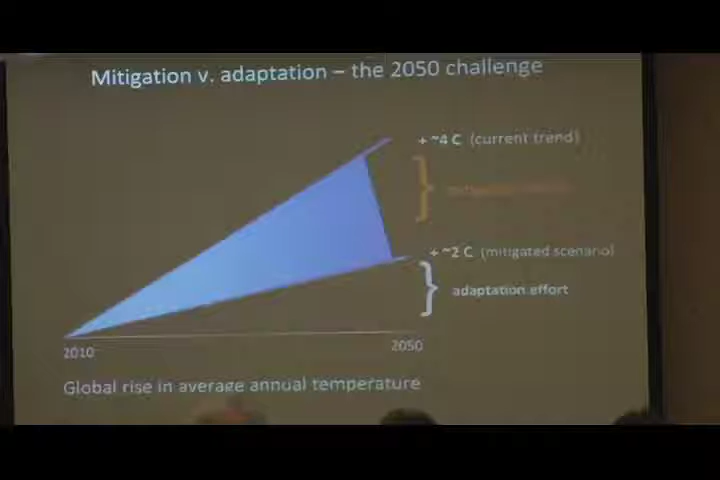 Mitigation v. adaptation – the 2050 challenge
+ ~4 C (current trend)
+ ~2 C (mitigated scenario)
adaptation effort
2010
2050
Global rise in average annual temperature